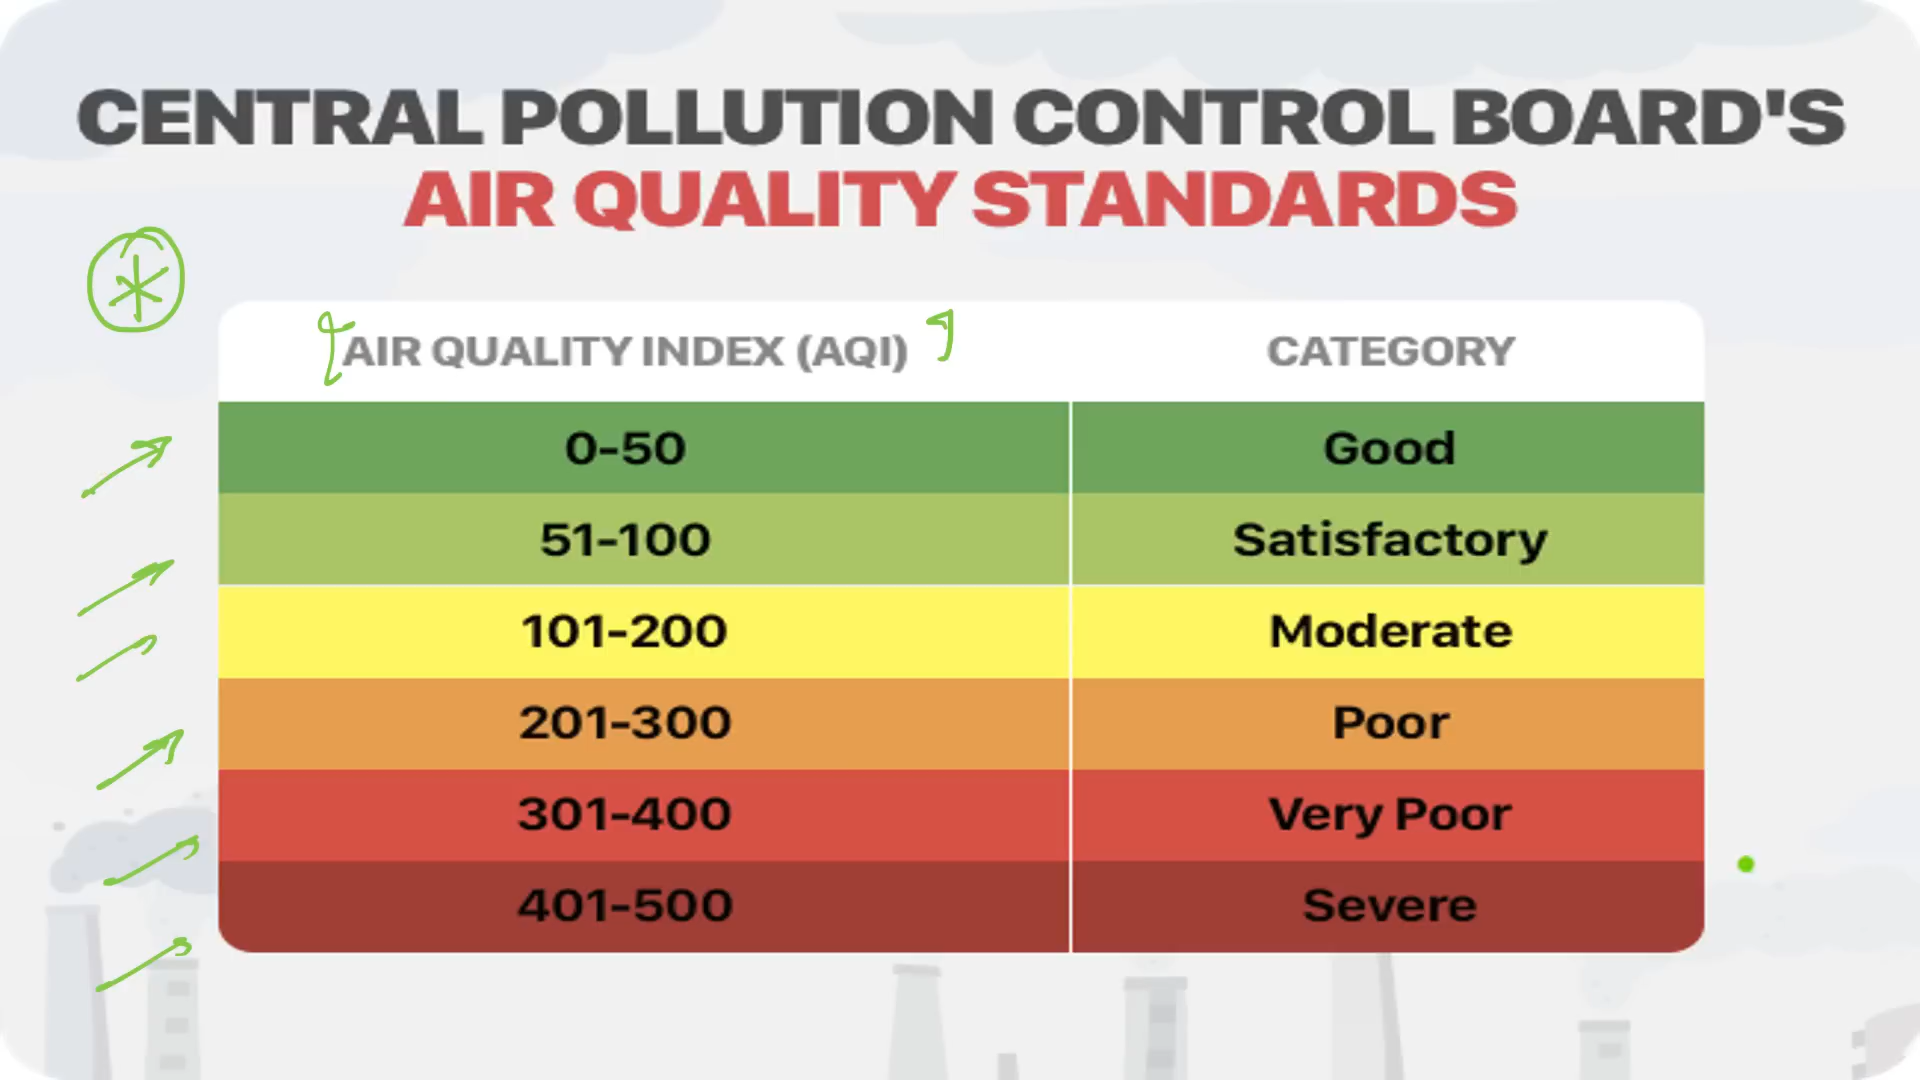 CENTRAL POLLUTION CONTROL BOARD'S
AIR QUALITY STANDARDS
AIR QUALITY INDEX (AQI) CATEGORY
0-50 Good
51-100 Satisfactory
101-200 Moderate
201-300 Poor
301-400 Very Poor
401-500 Severe